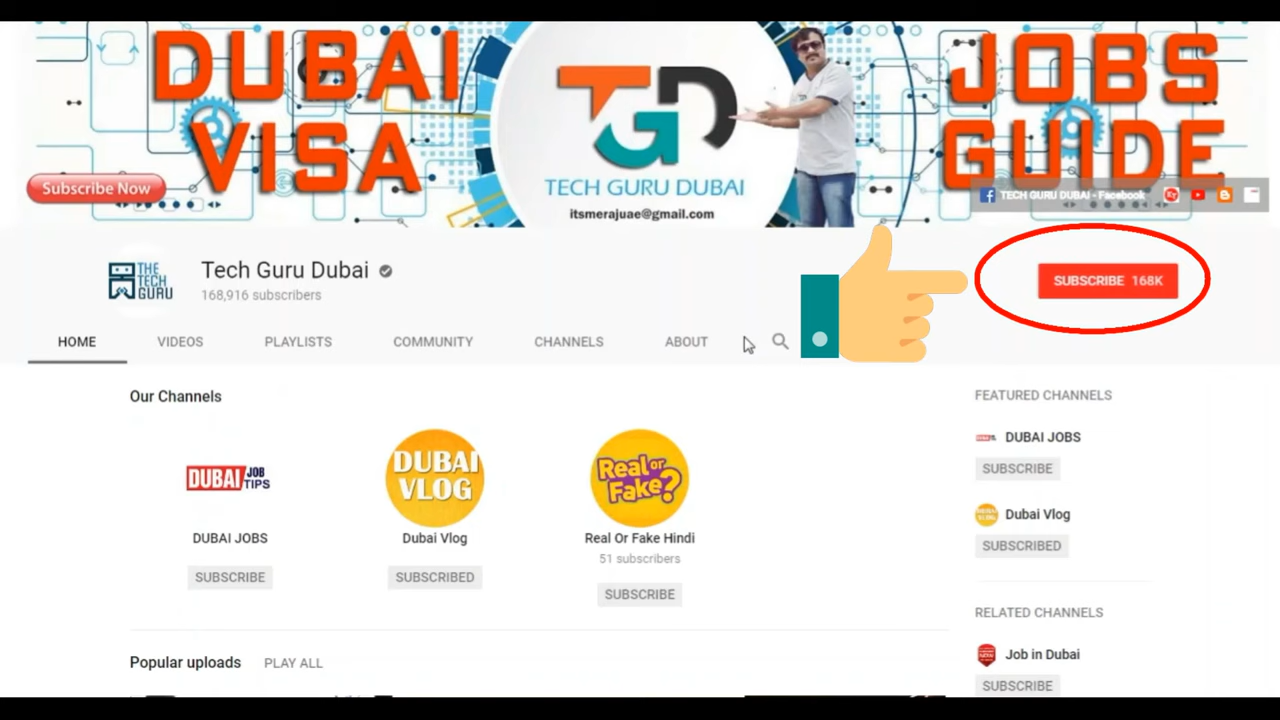 DUBAI
VISA
JOBS
GUIDE
Subscribe Now
TGD
TECH GURU DUBAI
itsmerajuae@gmail.com
TECH GURU DUBAI - Facebook
THE
TECH
GURU
Tech Guru Dubai
168,916 subscribers
SUBSCRIBE 168K
HOME VIDEOS PLAYLISTS COMMUNITY CHANNELS ABOUT
Our Channels
DUBAI JOB TIPS
DUBAI JOBS
SUBSCRIBE
DUBAI
VLOG
Dubai Vlog
SUBSCRIBED
Real or
Fake?
Real Or Fake Hindi
51 subscribers
SUBSCRIBE
Popular uploads PLAY ALL
FEATURED CHANNELS
DUBAI JOBS
SUBSCRIBE
Dubai Vlog
SUBSCRIBED
RELATED CHANNELS
Job in Dubai
SUBSCRIBE